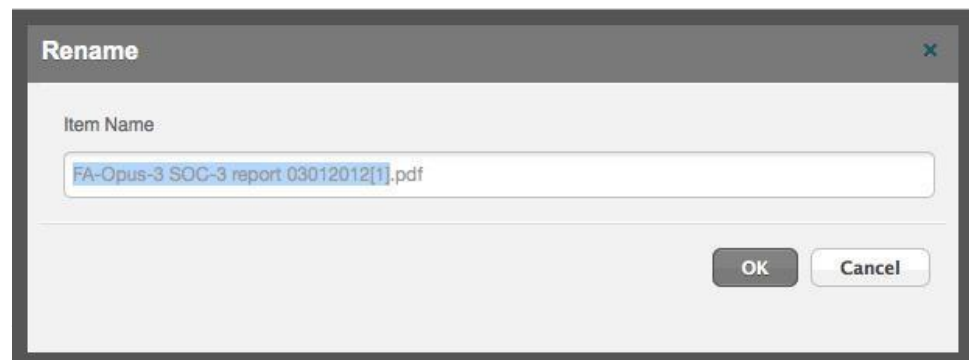 Rename
Item Name
FA-Opus-3 SOC-3 report 03012012[1].pdf
OK Cancel